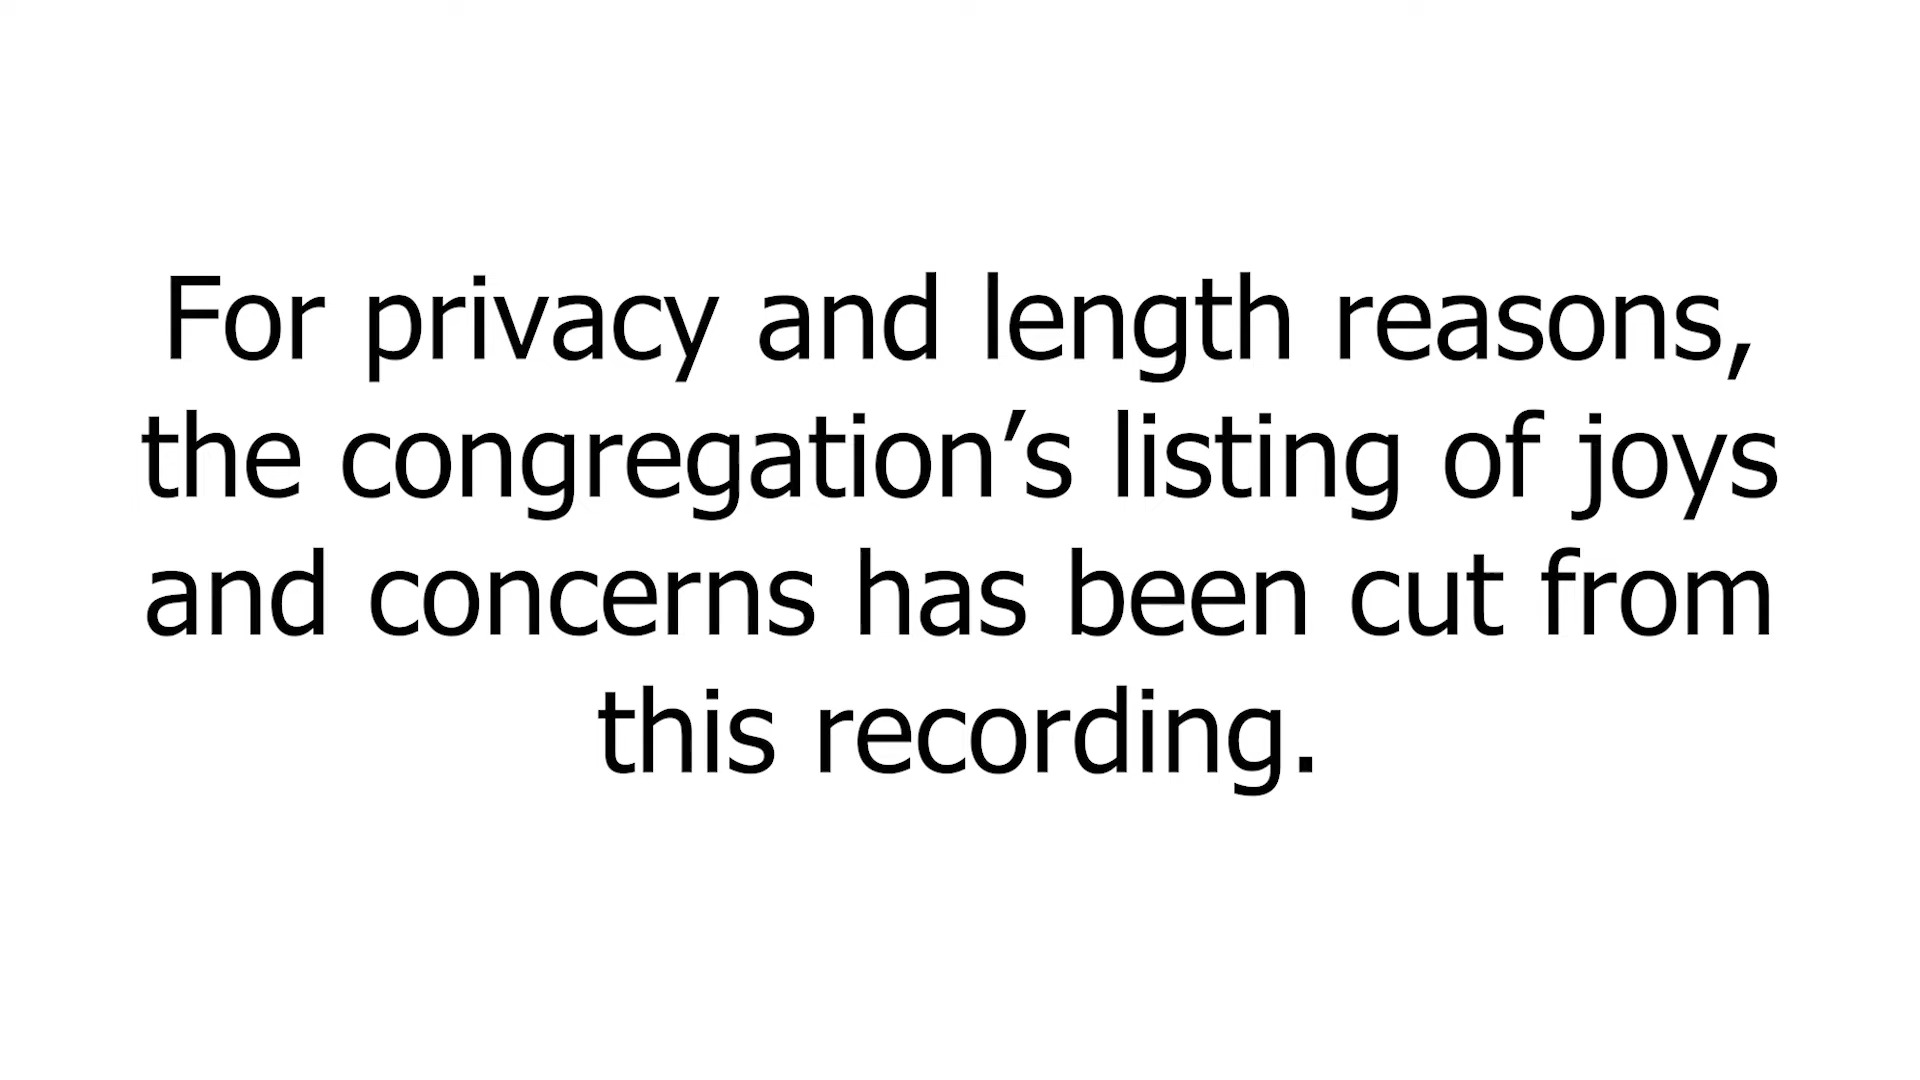 For privacy and length reasons,
the congregation’s listing of joys
and concerns has been cut from
this recording.